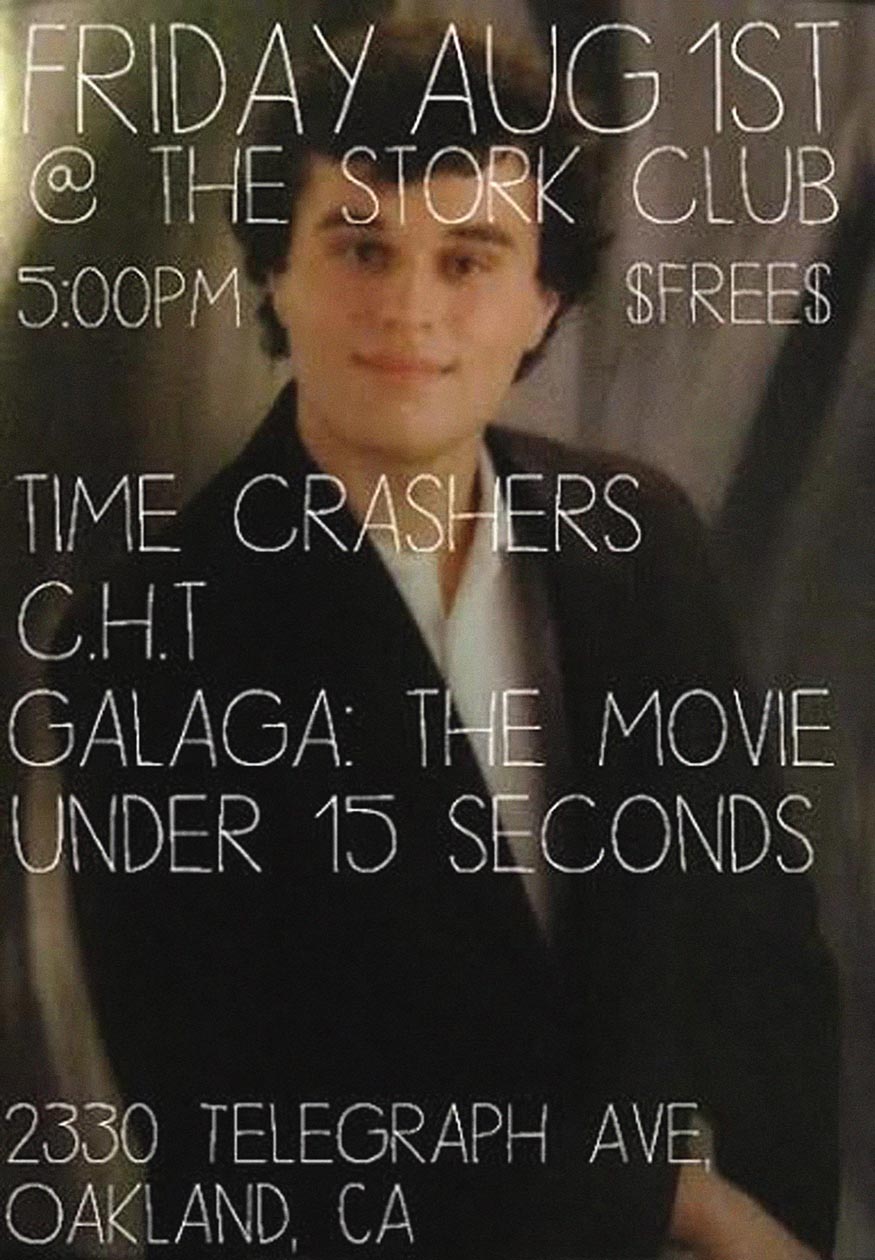 FRIDAY AUG 1ST
@ THE STORK CLUB
5:00PM $FREE$
TIME CRASHERS
C.H.T
GALAGA: THE MOVIE
UNDER 15 SECONDS
2330 TELEGRAPH AVE,
OAKLAND, CA